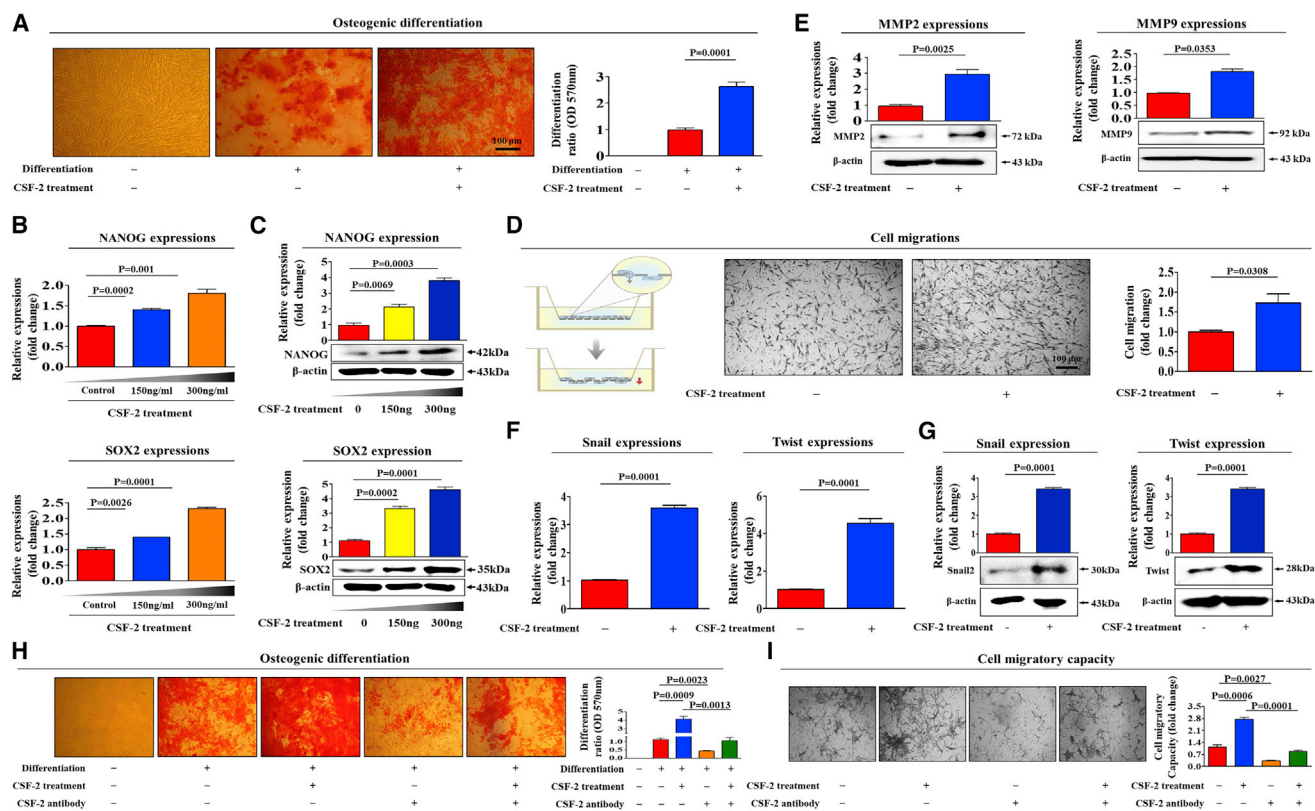 A
Osteogenic differentiation
100 μm
Differentiation − + +
CSF-2 treatment − − +
Differentiation ratio (OD 570nm)
P=0.0001
3
2
1
0
Differentiation − + +
CSF-2 treatment − − +
E
MMP2 expressions
Relative expressions (fold change)
P=0.0025
4
3
2
1
0
MMP2 72 kDa
β-actin 43 kDa
CSF-2 treatment − +
MMP9 expressions
Relative expressions (fold change)
P=0.0353
2.5
2.0
1.5
1.0
0.5
0.0
MMP9 92 kDa
β-actin 43 kDa
CSF-2 treatment − +
B
NANOG expressions
Relative expressions (fold change)
P=0.001
P=0.0002
2.0
1.5
1.0
0.5
0.0
Control 150ng/ml 300ng/ml
CSF-2 treatment
SOX2 expressions
Relative expressions (fold change)
P=0.0001
P=0.0026
2.5
2.0
1.5
1.0
0.5
0.0
Control 150ng/ml 300ng/ml
CSF-2 treatment
C
NANOG expression
Relative expression (fold change)
P=0.0003
P=0.0069
5
4
3
2
1
0
NANOG 42kDa
β-actin 43kDa
CSF-2 treatment 0 150ng 300ng
SOX2 expression
Relative expression (fold change)
P=0.0001
P=0.0002
5
4
3
2
1
0
SOX2 35kDa
β-actin 43kDa
CSF-2 treatment 0 150ng 300ng
D
Cell migrations
100 μm
CSF-2 treatment − +
Cell migration (fold change)
P=0.0308
2.5
2.0
1.5
1.0
0.5
0.0
CSF-2 treatment − +
F
Snail expressions
Relative expressions (fold change)
P=0.0001
4
2
0
CSF-2 treatment − +
Twist expressions
Relative expressions (fold change)
P=0.0001
6
4
2
0
CSF-2 treatment − +
G
Snail expression
Relative expression (fold change)
P=0.0001
4
3
2
1
0
Snail2 30kDa
β-actin 43kDa
CSF-2 treatment - +
Twist expression
Relative expressions (fold change)
P=0.0001
4
3
2
1
0
Twist 28kDa
β-actin 43kDa
CSF-2 treatment - +
H
Osteogenic differentiation
Differentiation − + + + +
CSF-2 treatment − − + − +
CSF-2 antibody − − − + +
Differentiation ratio (OD 570nm)
P=0.0023
P=0.0009
P=0.0013
Differentiation − + + + +
CSF-2 treatment − − + − +
CSF-2 antibody − − − + +
I
Cell migratory capacity
CSF-2 treatment − + − +
CSF-2 antibody − − + +
Cell migratory Capacity (fold change)
P=0.0027
P=0.0006
P=0.0001
3.5
2.8
2.1
1.4
0.7
0.0
CSF-2 treatment − + − +
CSF-2 antibody − − + +